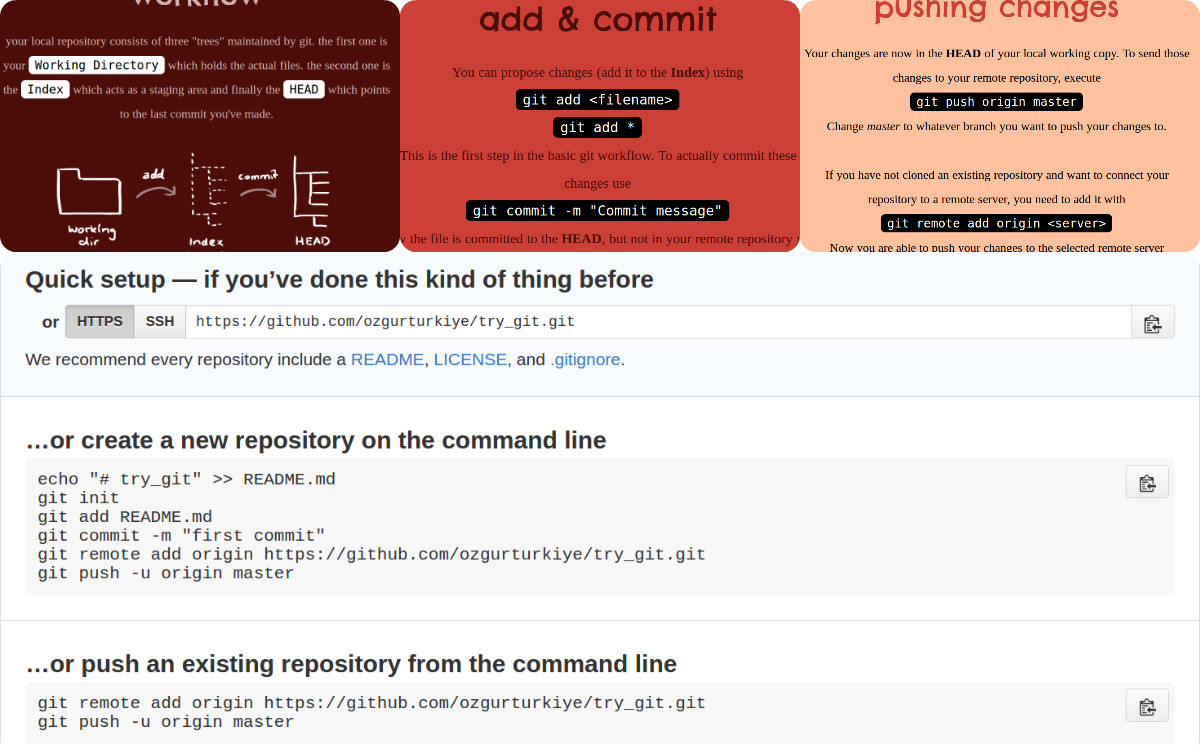 workflow
your local repository consists of three "trees" maintained by git. the first one is
your Working Directory which holds the actual files. the second one is
the Index which acts as a staging area and finally the HEAD which points
to the last commit you've made.
add
commit
working
dir
Index
HEAD
add & commit
You can propose changes (add it to the Index) using
git add <filename>
git add *
This is the first step in the basic git workflow. To actually commit these
changes use
git commit -m "Commit message"
the file is committed to the HEAD, but not in your remote repository
pushing changes
Your changes are now in the HEAD of your local working copy. To send those
changes to your remote repository, execute
git push origin master
Change master to whatever branch you want to push your changes to.
If you have not cloned an existing repository and want to connect your
repository to a remote server, you need to add it with
git remote add origin <server>
Now you are able to push your changes to the selected remote server
Quick setup — if you’ve done this kind of thing before
or HTTPS SSH https://github.com/ozgurturkiye/try_git.git
We recommend every repository include a README, LICENSE, and .gitignore.
…or create a new repository on the command line
echo "# try_git" >> README.md
git init
git add README.md
git commit -m "first commit"
git remote add origin https://github.com/ozgurturkiye/try_git.git
git push -u origin master
…or push an existing repository from the command line
git remote add origin https://github.com/ozgurturkiye/try_git.git
git push -u origin master